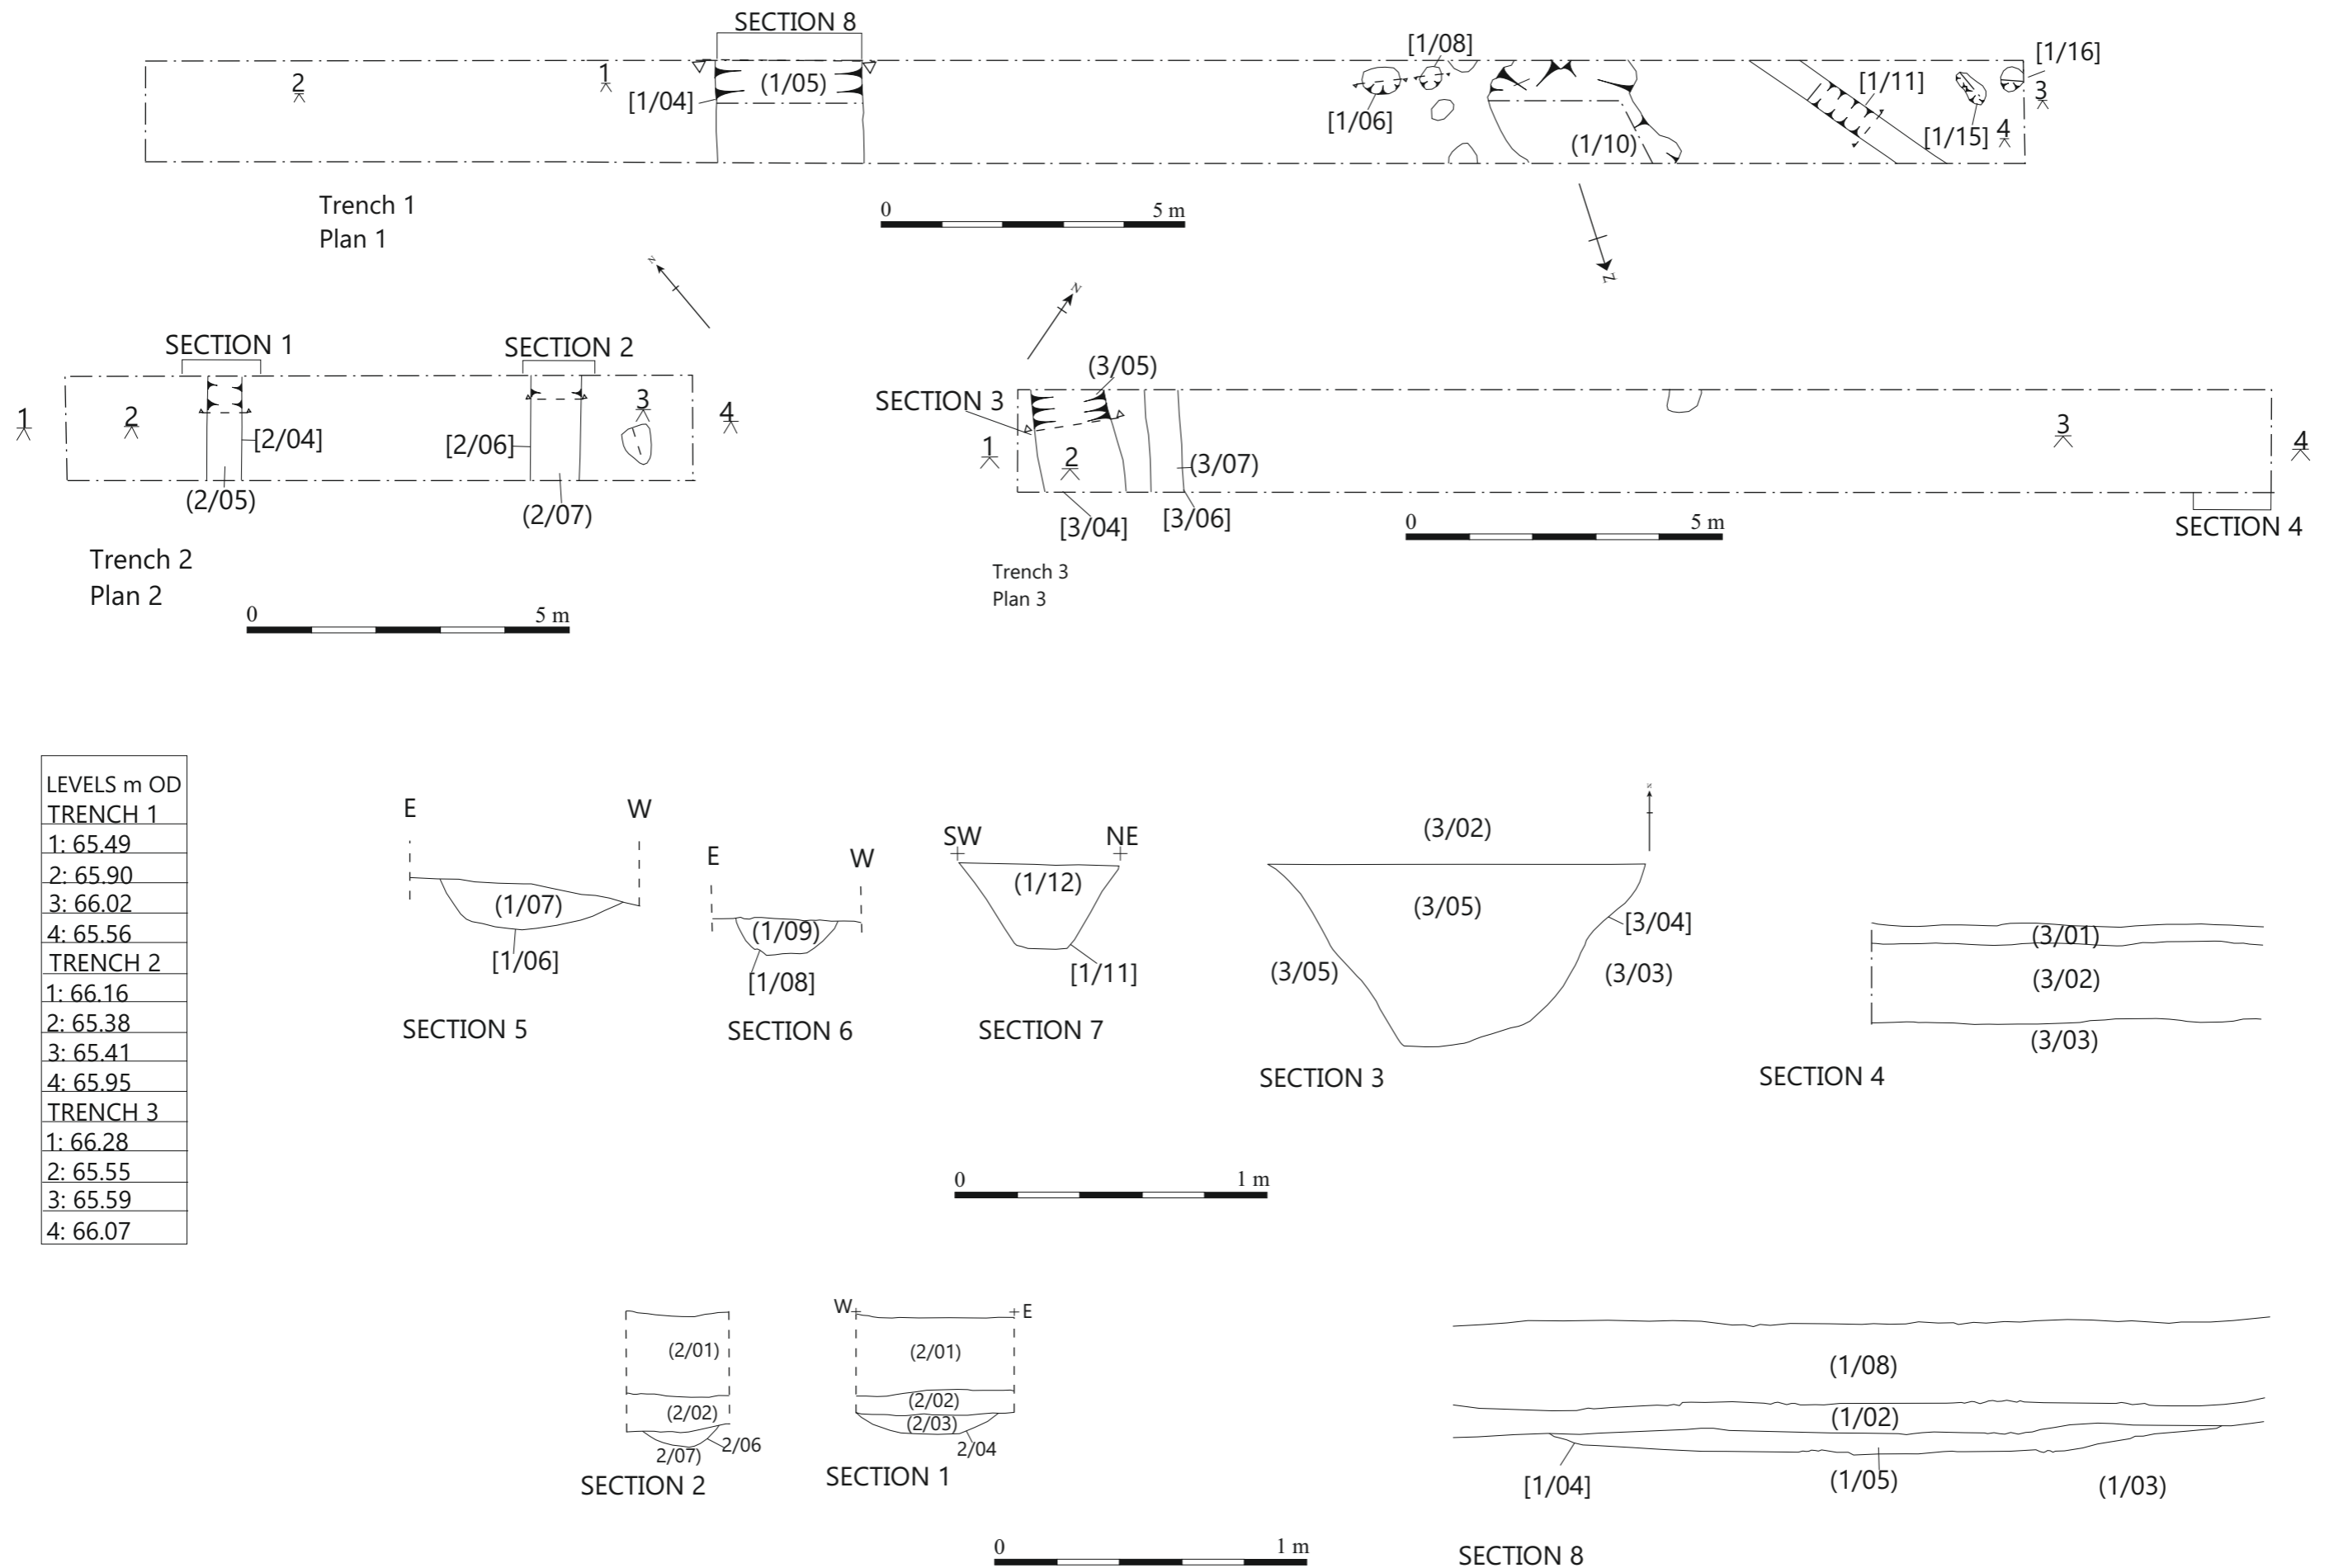 SECTION 8
2
1
[1/04]
(1/05)
[1/06]
[1/08]
(1/10)
[1/11]
[1/15]
[1/16]
3
4
Trench 1
Plan 1
0
5 m
N
N
N
SECTION 1
SECTION 2
1
2
[2/04]
(2/05)
[2/06]
(2/07)
3
4
Trench 2
Plan 2
0
5 m
SECTION 3
(3/05)
1
2
[3/04]
(3/07)
[3/06]
3
4
SECTION 4
0
5 m
Trench 3
Plan 3
LEVELS m OD
TRENCH 1
1: 65.49
2: 65.90
3: 66.02
4: 65.56
TRENCH 2
1: 66.16
2: 65.38
3: 65.41
4: 65.95
TRENCH 3
1: 66.28
2: 65.55
3: 65.59
4: 66.07
E
W
(1/07)
[1/06]
SECTION 5
E
W
(1/09)
[1/08]
SECTION 6
SW
NE
(1/12)
[1/11]
SECTION 7
(3/02)
(3/05)
[3/04]
(3/05)
(3/03)
SECTION 3
(3/01)
(3/02)
(3/03)
SECTION 4
0
1 m
(2/01)
(2/02)
2/07)
2/06
SECTION 2
W
E
(2/01)
(2/02)
(2/03)
2/04
SECTION 1
(1/08)
(1/02)
[1/04]
(1/05)
(1/03)
SECTION 8
0
1 m